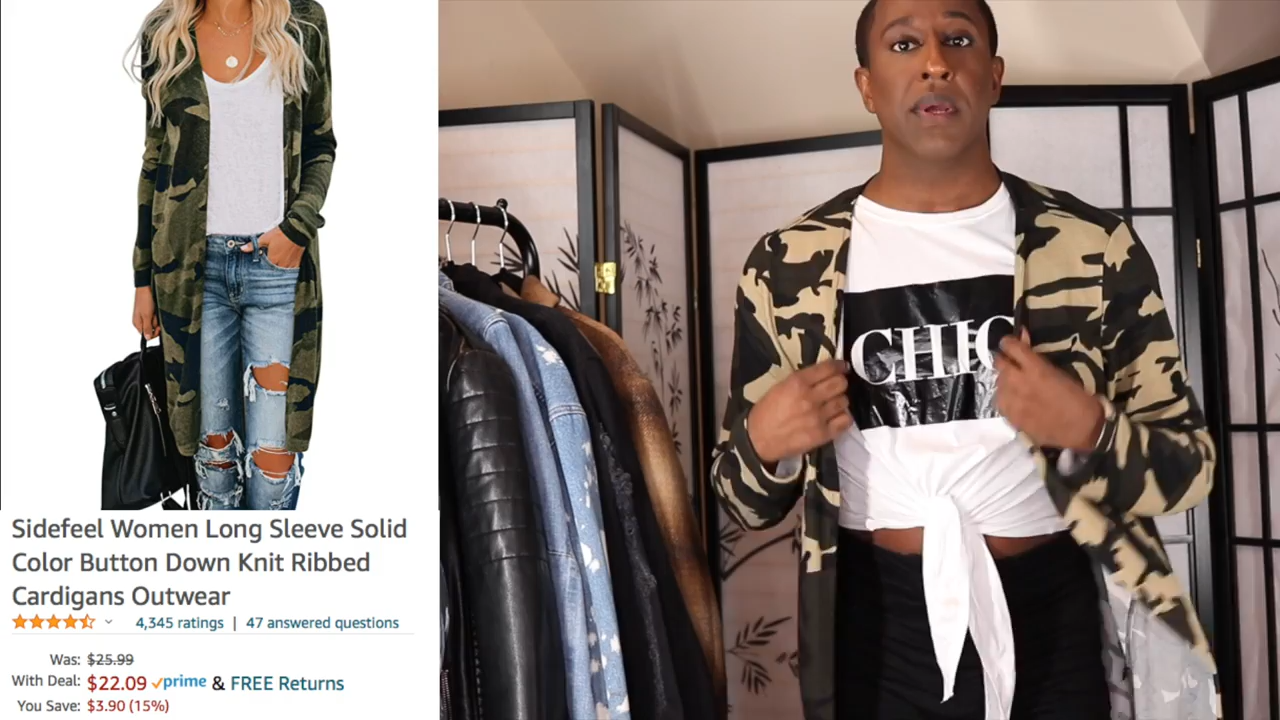 Sidefeel Women Long Sleeve Solid
Color Button Down Knit Ribbed
Cardigans Outwear
4,345 ratings | 47 answered questions
Was: $25.99
With Deal: $22.09 prime & FREE Returns
You Save: $3.90 (15%)
CHIC